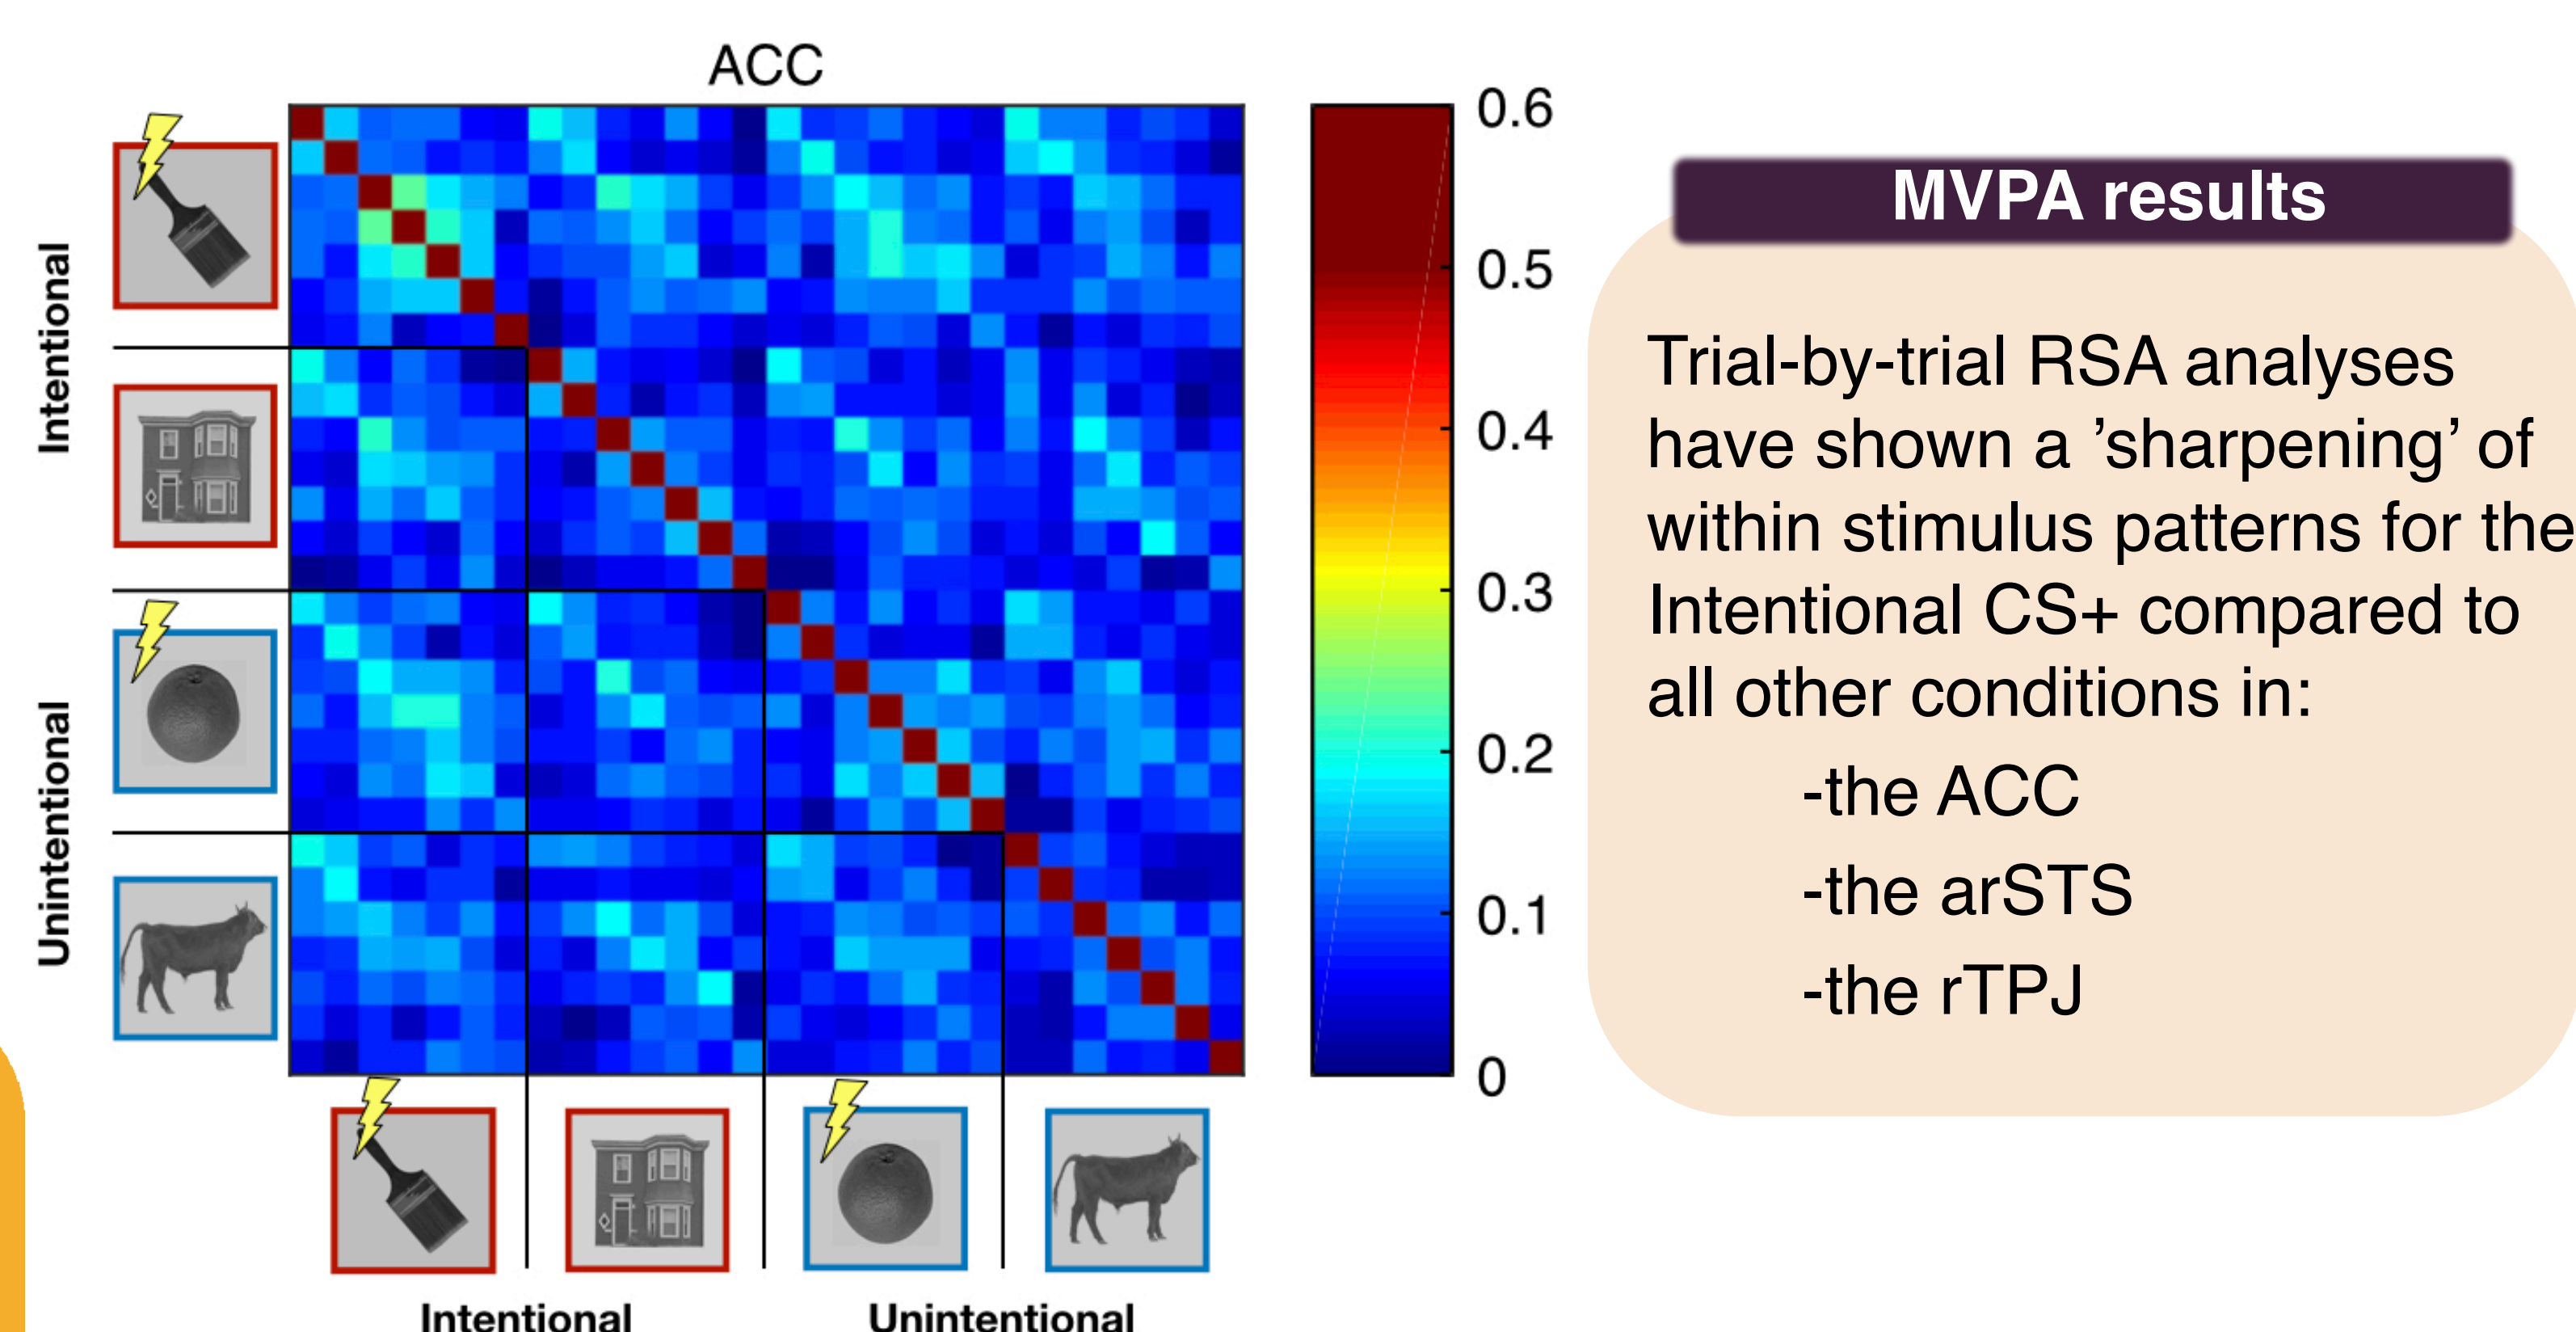 ACC
Intentional
Unintentional
0.6
0.5
0.4
0.3
0.2
0.1
0
Intentional
Unintentional
MVPA results
Trial-by-trial RSA analyses
have shown a ’sharpening’ of
within stimulus patterns for the
Intentional CS+ compared to
all other conditions in:
-the ACC
-the arSTS
-the rTPJ